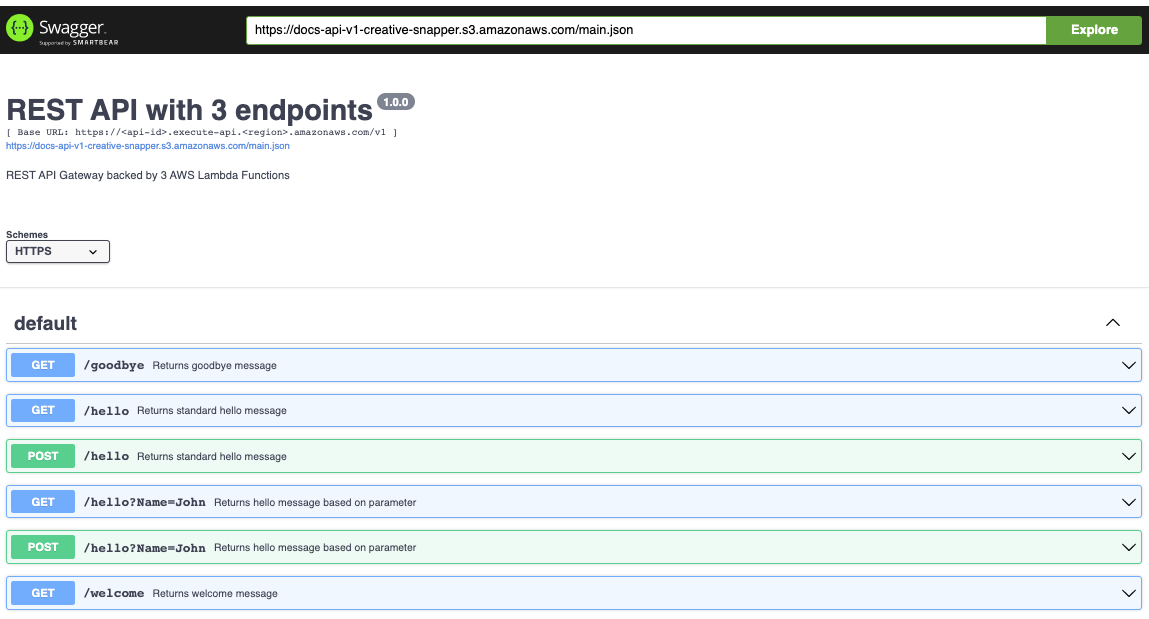 Swagger
Supported by SMARTBEAR
https://docs-api-v1-creative-snapper.s3.amazonaws.com/main.json
Explore
REST API with 3 endpoints 1.0.0
[ Base URL: https://<api-id>.execute-api.<region>.amazonaws.com/v1 ]
https://docs-api-v1-creative-snapper.s3.amazonaws.com/main.json
REST API Gateway backed by 3 AWS Lambda Functions
Schemes
HTTPS
default
GET /goodbye Returns goodbye message
GET /hello Returns standard hello message
POST /hello Returns standard hello message
GET /hello?Name=John Returns hello message based on parameter
POST /hello?Name=John Returns hello message based on parameter
GET /welcome Returns welcome message